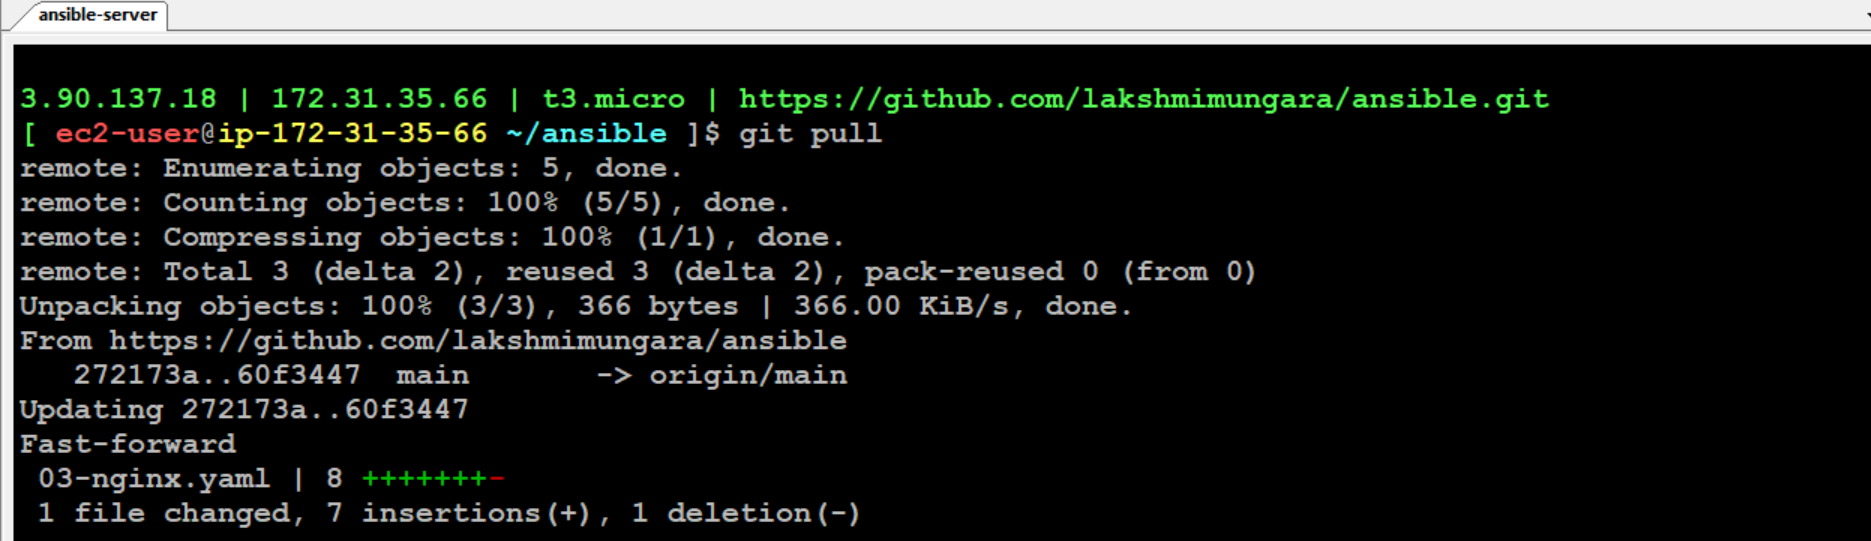 ansible-server
3.90.137.18 | 172.31.35.66 | t3.micro | https://github.com/lakshmimungara/ansible.git
[ ec2-user@ip-172-31-35-66 ~/ansible ]$ git pull
remote: Enumerating objects: 5, done.
remote: Counting objects: 100% (5/5), done.
remote: Compressing objects: 100% (1/1), done.
remote: Total 3 (delta 2), reused 3 (delta 2), pack-reused 0 (from 0)
Unpacking objects: 100% (3/3), 366 bytes | 366.00 KiB/s, done.
From https://github.com/lakshmimungara/ansible
   272173a..60f3447  main       -> origin/main
Updating 272173a..60f3447
Fast-forward
 03-nginx.yaml | 8 +++++++-
 1 file changed, 7 insertions(+), 1 deletion(-)